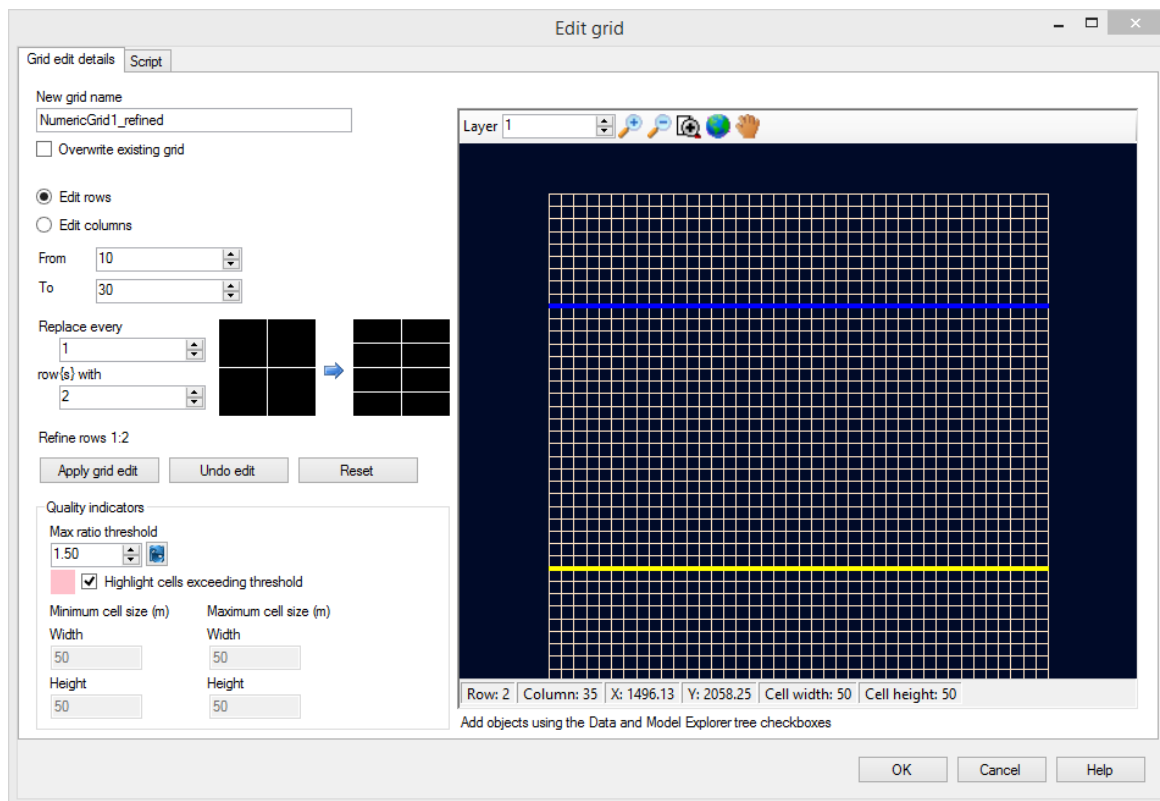 Edit grid
Grid edit details
Script
New grid name
NumericGrid1_refined
Overwrite existing grid
Edit rows
Edit columns
From 10
To 30
Replace every
1
row{s} with
2
Refine rows 1:2
Apply grid edit
Undo edit
Reset
Quality indicators
Max ratio threshold
1.50
Highlight cells exceeding threshold
Minimum cell size (m)
Maximum cell size (m)
Width
Width
50
50
Height
Height
50
50
Layer 1
Row: 2 Column: 35 X: 1496.13 Y: 2058.25 Cell width: 50 Cell height: 50
Add objects using the Data and Model Explorer tree checkboxes
OK
Cancel
Help